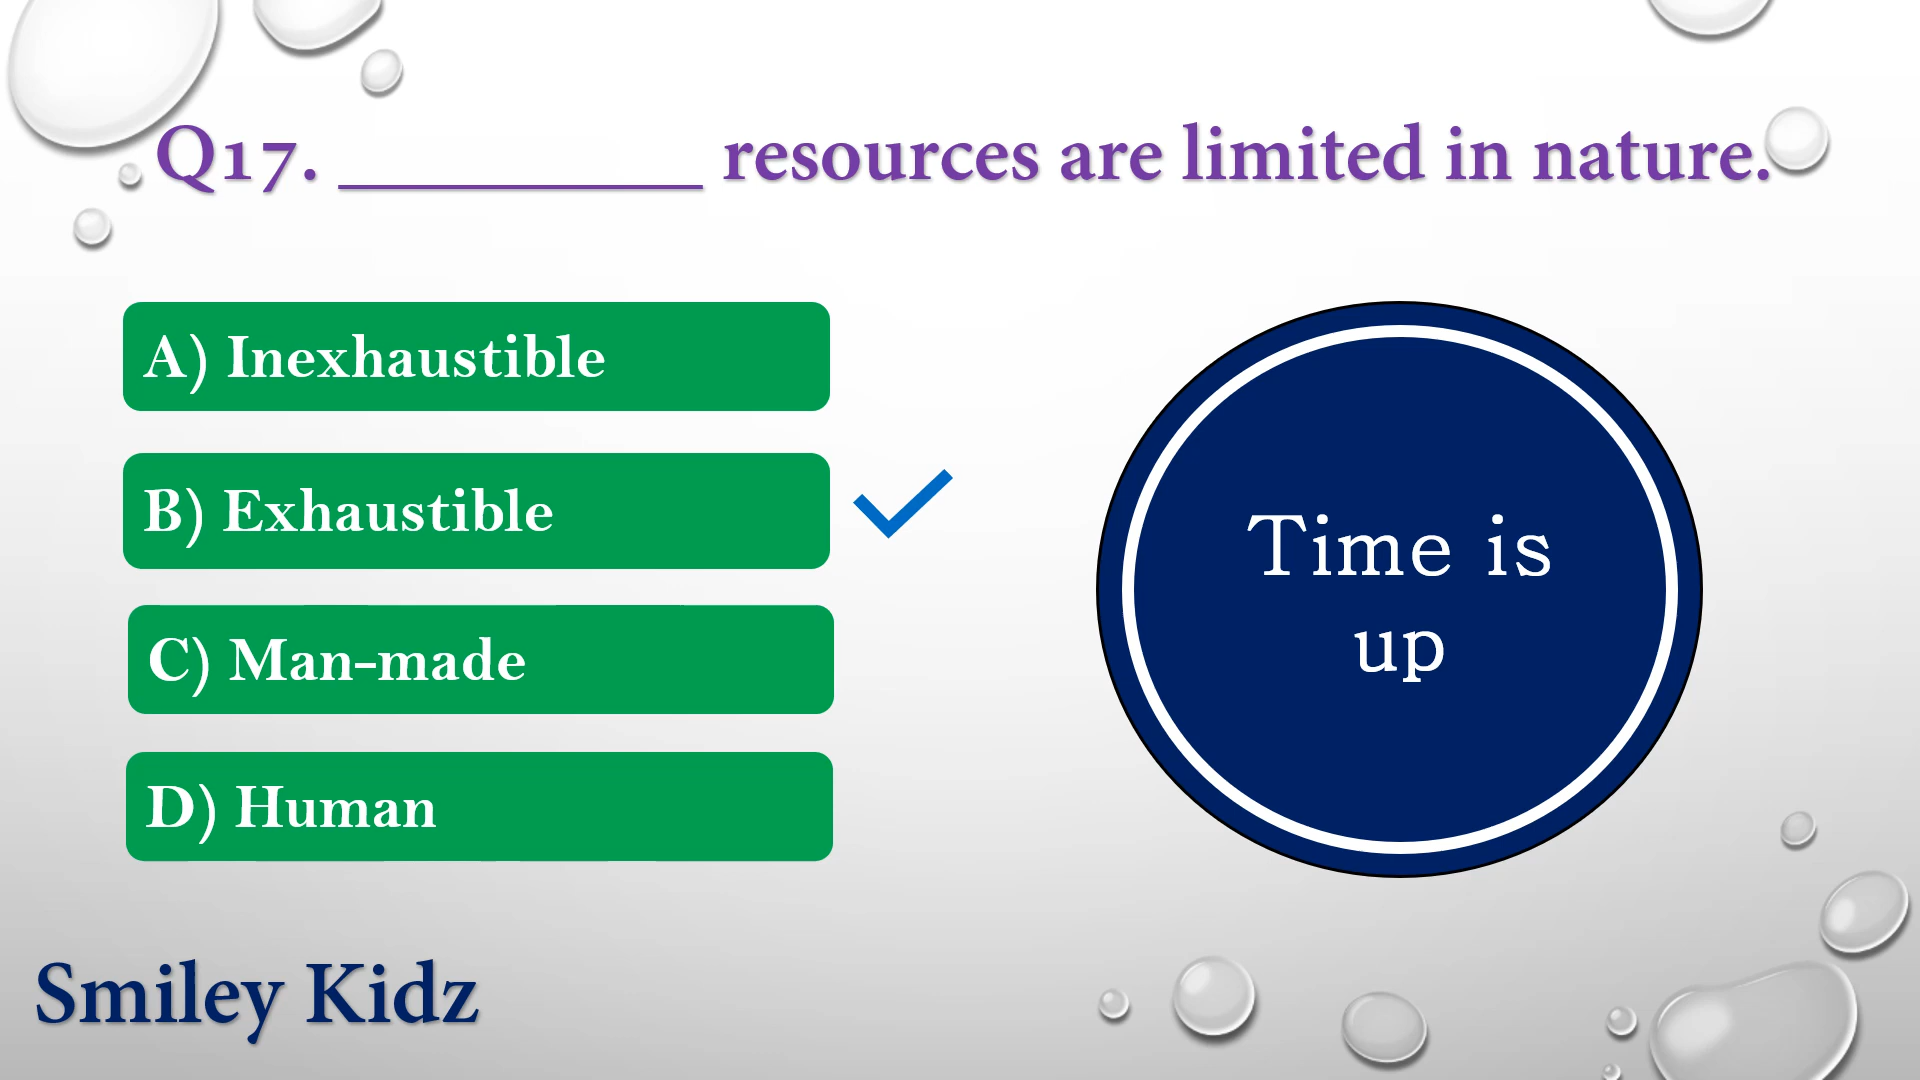 Q17. __________ resources are limited in nature.
A) Inexhaustible
B) Exhaustible
C) Man-made
D) Human
Time is
up
Smiley Kidz